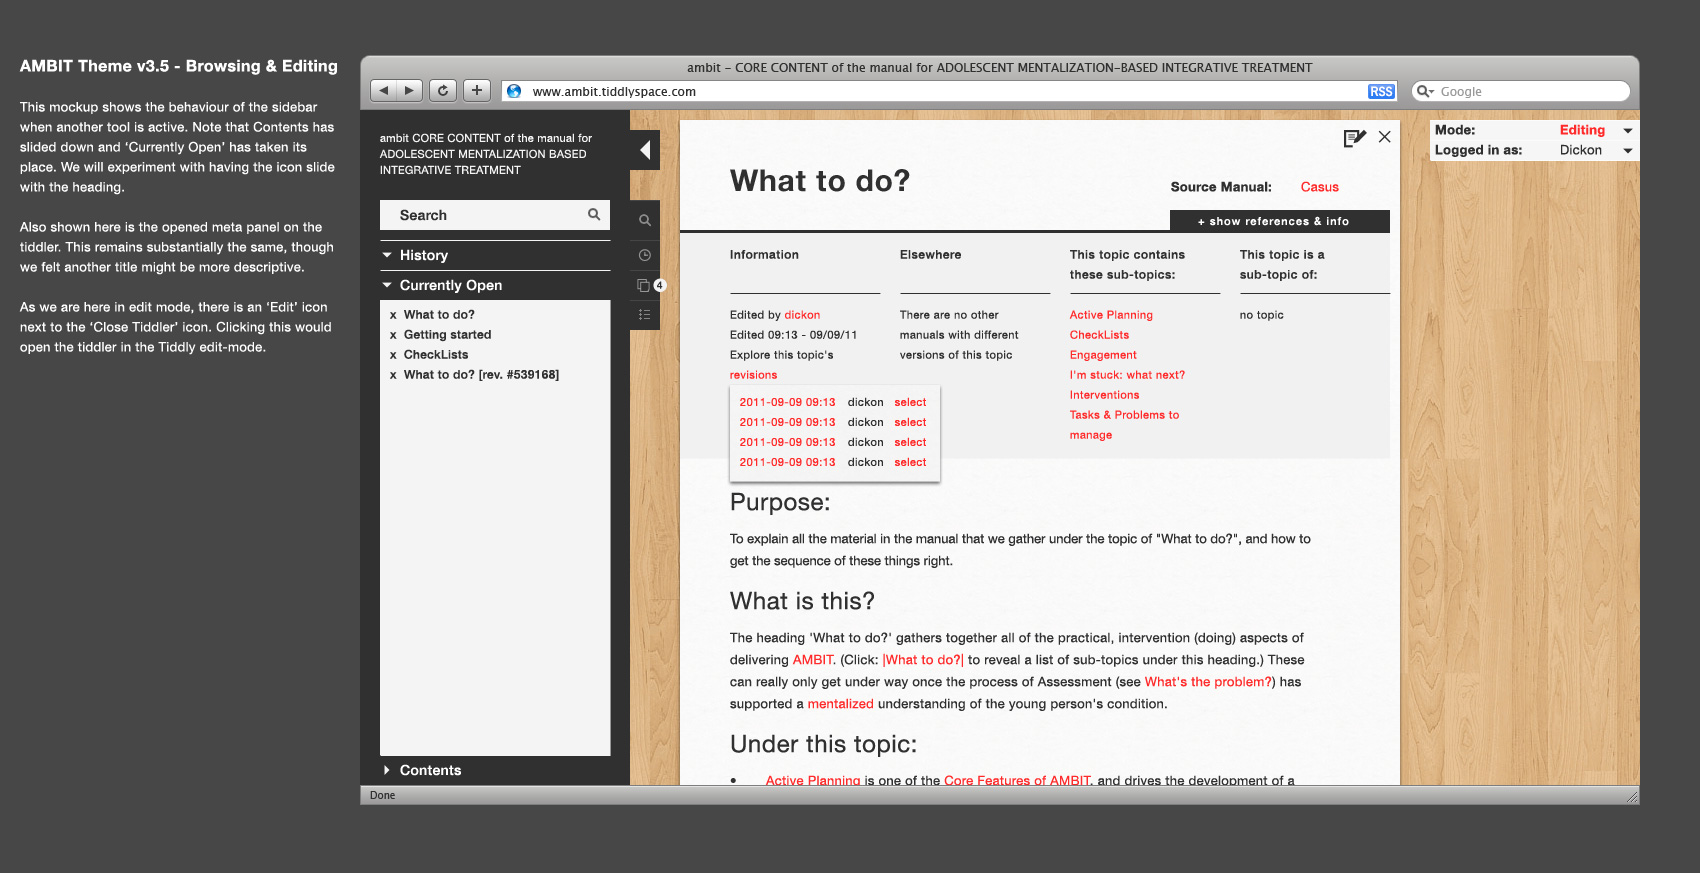 AMBIT Theme v3.5 - Browsing & Editing
This mockup shows the behaviour of the sidebar
when another tool is active. Note that Contents has
slided down and ‘Currently Open’ has taken its
place. We will experiment with having the icon slide
with the heading.
Also shown here is the opened meta panel on the
tiddler. This remains substantially the same, though
we felt another title might be more descriptive.
As we are here in edit mode, there is an ‘Edit’ icon
next to the ‘Close Tiddler’ icon. Clicking this would
open the tiddler in the Tiddly edit-mode.
ambit – CORE CONTENT of the manual for ADOLESCENT MENTALIZATION-BASED INTEGRATIVE TREATMENT
www.ambit.tiddlyspace.com
RSS
Google
ambit CORE CONTENT of the manual for
ADOLESCENT MENTALIZATION BASED
INTEGRATIVE TREATMENT
Search
History
Currently Open
x What to do?
x Getting started
x CheckLists
x What to do? [rev. #539168]
Contents
4
What to do?
Source Manual: Casus
+ show references & info
Information
Edited by dickon
Edited 09:13 - 09/09/11
Explore this topic's
revisions
2011-09-09 09:13 dickon select
2011-09-09 09:13 dickon select
2011-09-09 09:13 dickon select
2011-09-09 09:13 dickon select
Elsewhere
There are no other
manuals with different
versions of this topic
This topic contains
these sub-topics:
Active Planning
CheckLists
Engagement
I'm stuck: what next?
Interventions
Tasks & Problems to
manage
This topic is a
sub-topic of:
no topic
Purpose:
To explain all the material in the manual that we gather under the topic of "What to do?", and how to
get the sequence of these things right.
What is this?
The heading 'What to do?' gathers together all of the practical, intervention (doing) aspects of
delivering AMBIT. (Click: |What to do?| to reveal a list of sub-topics under this heading.) These
can really only get under way once the process of Assessment (see What's the problem?) has
supported a mentalized understanding of the young person's condition.
Under this topic:
• Active Planning is one of the Core Features of AMBIT, and drives the development of a
Mode: Editing
Logged in as: Dickon
Done